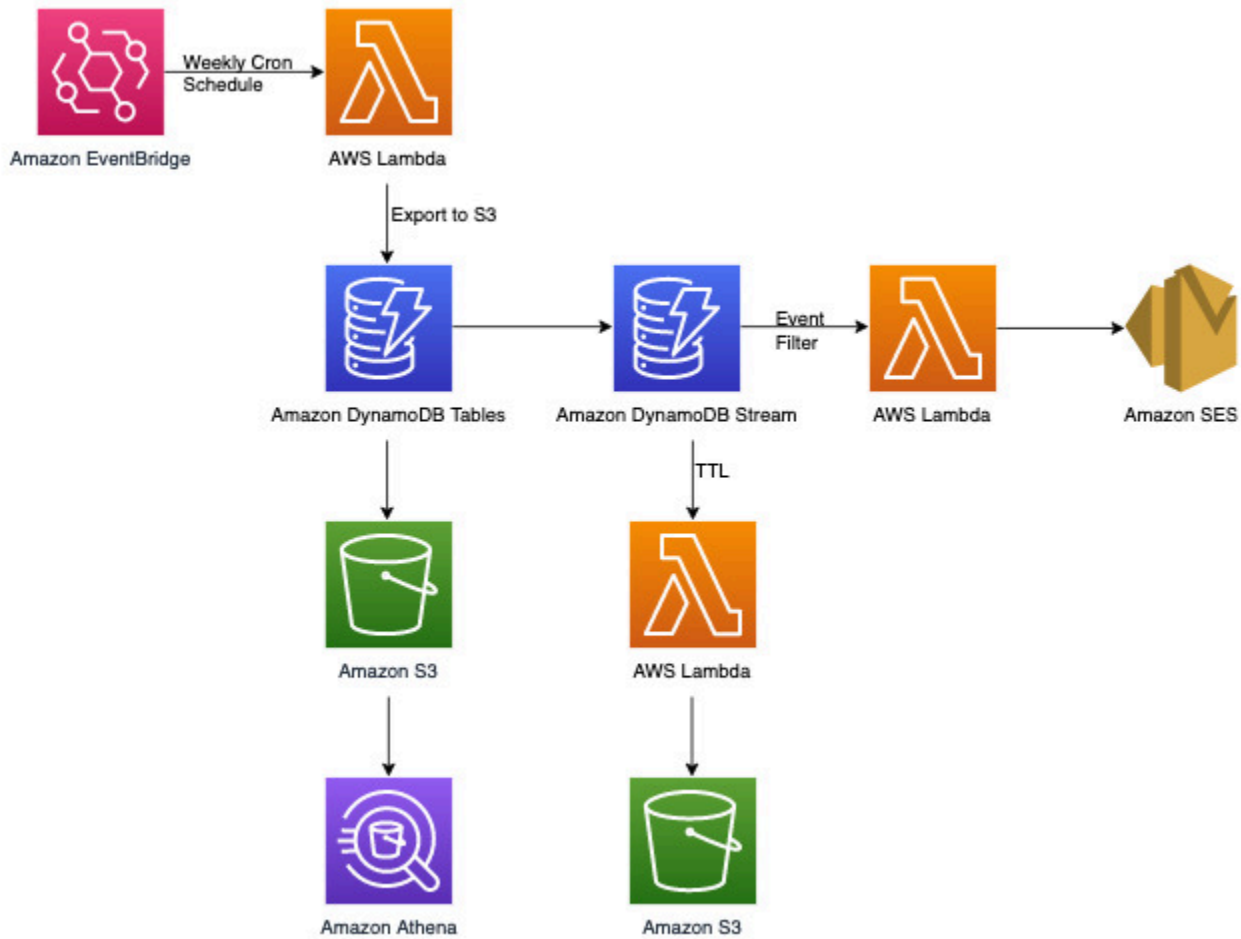 Weekly Cron
Schedule
Amazon EventBridge
AWS Lambda
Export to S3
Event
Filter
Amazon DynamoDB Tables
Amazon DynamoDB Stream
AWS Lambda
Amazon SES
TTL
Amazon S3
AWS Lambda
Amazon Athena
Amazon S3